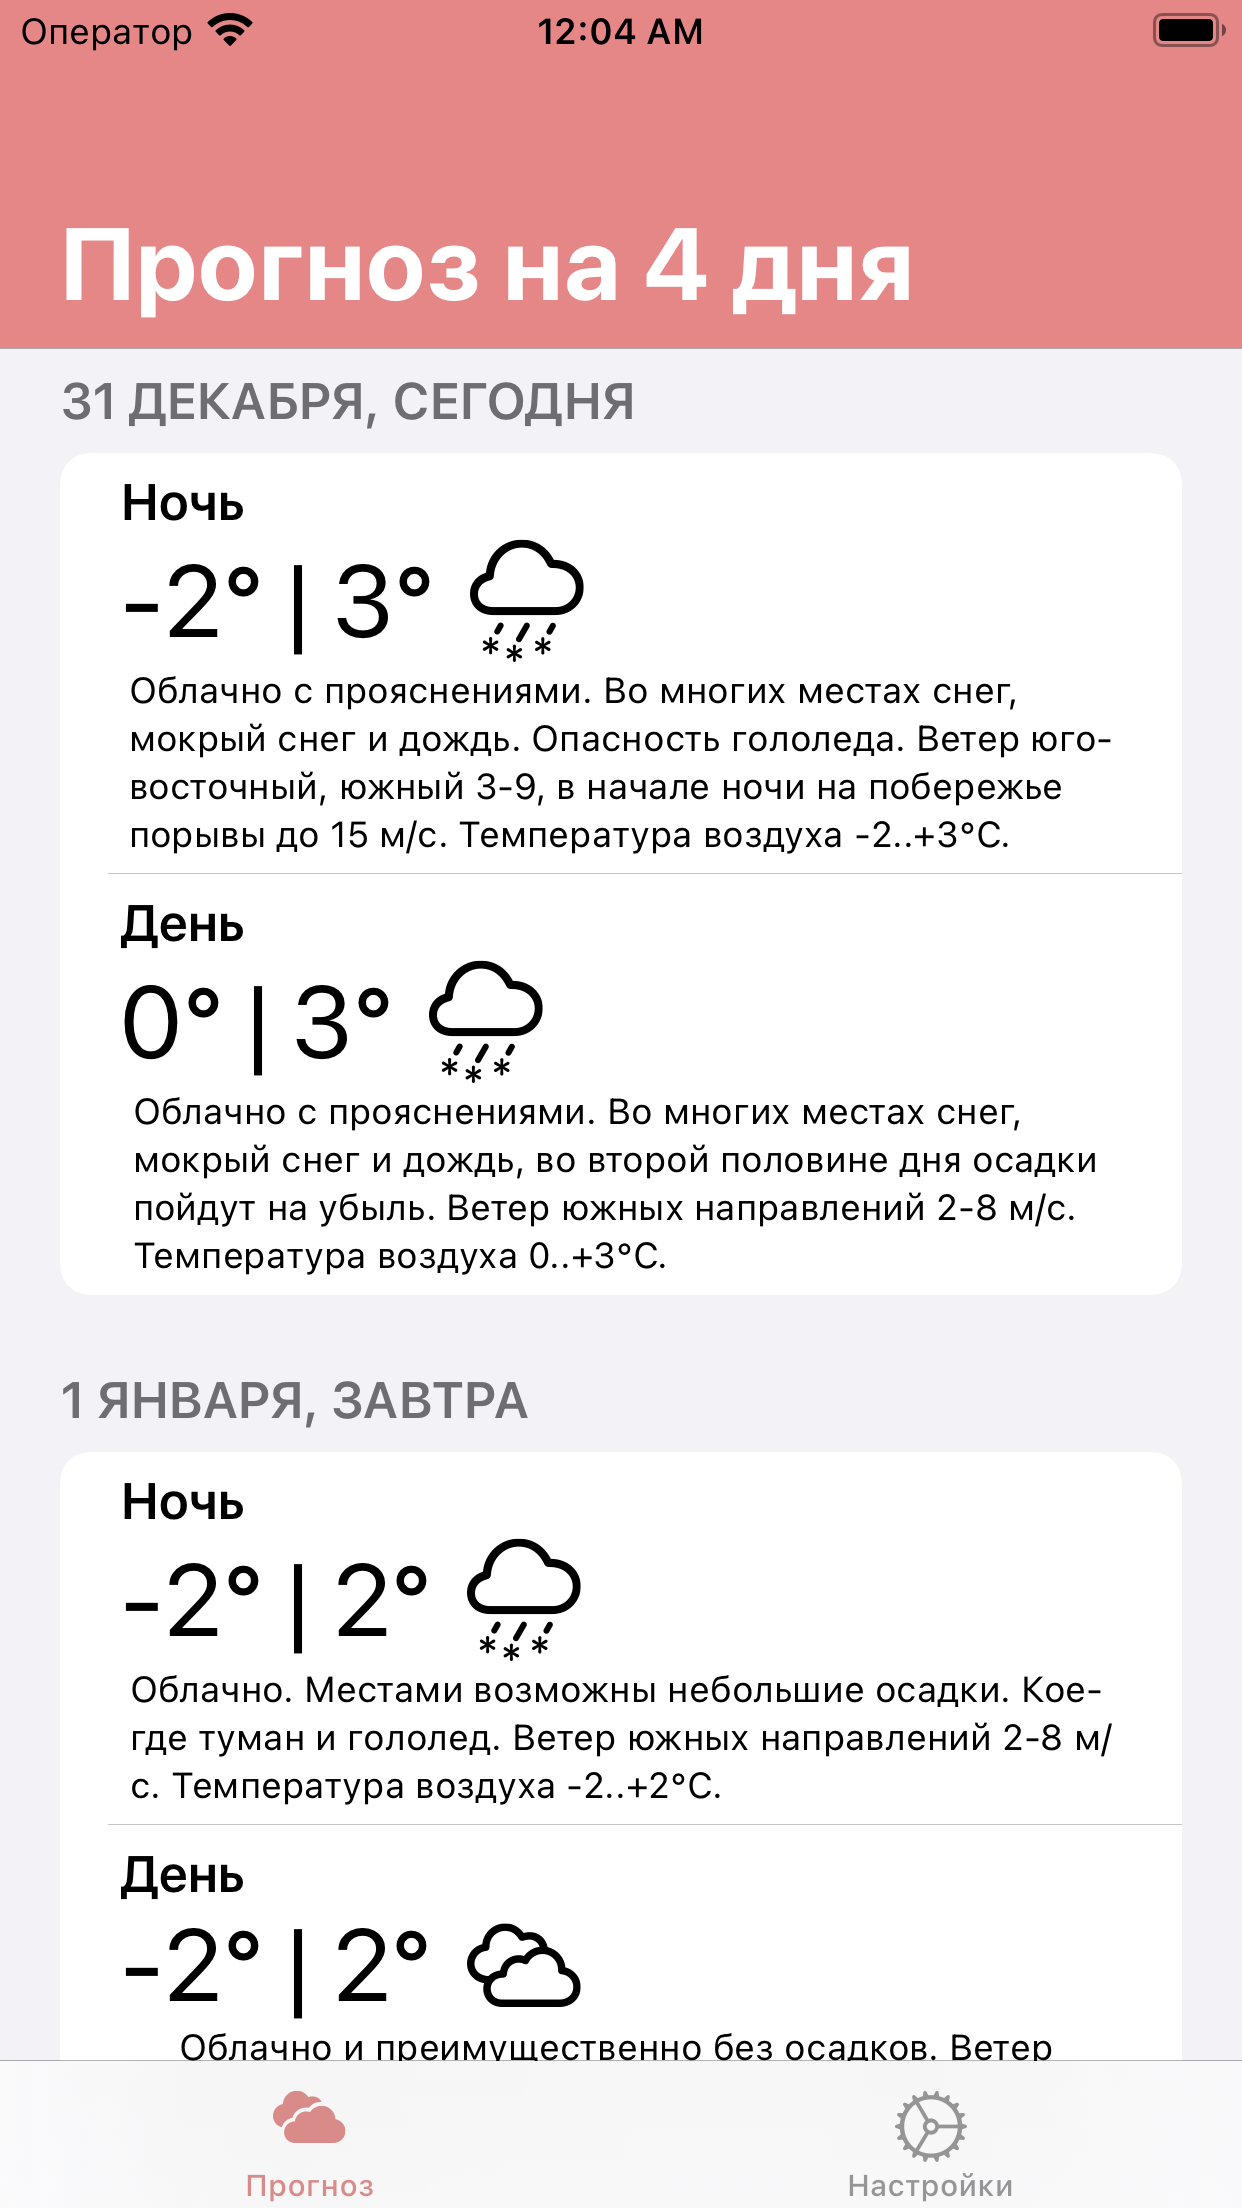 Оператор 12:04 AM
Прогноз на 4 дня
31 ДЕКАБРЯ, СЕГОДНЯ
Ночь
-2° | 3°
Облачно с прояснениями. Во многих местах снег,
мокрый снег и дождь. Опасность гололеда. Ветер юго-
восточный, южный 3-9, в начале ночи на побережье
порывы до 15 м/с. Температура воздуха -2..+3°C.
День
0° | 3°
Облачно с прояснениями. Во многих местах снег,
мокрый снег и дождь, во второй половине дня осадки
пойдут на убыль. Ветер южных направлений 2-8 м/с.
Температура воздуха 0..+3°C.
1 ЯНВАРЯ, ЗАВТРА
Ночь
-2° | 2°
Облачно. Местами возможны небольшие осадки. Кое-
где туман и гололед. Ветер южных направлений 2-8 м/
с. Температура воздуха -2..+2°C.
День
-2° | 2°
Облачно и преимущественно без осадков. Ветер
Прогноз
Настройки